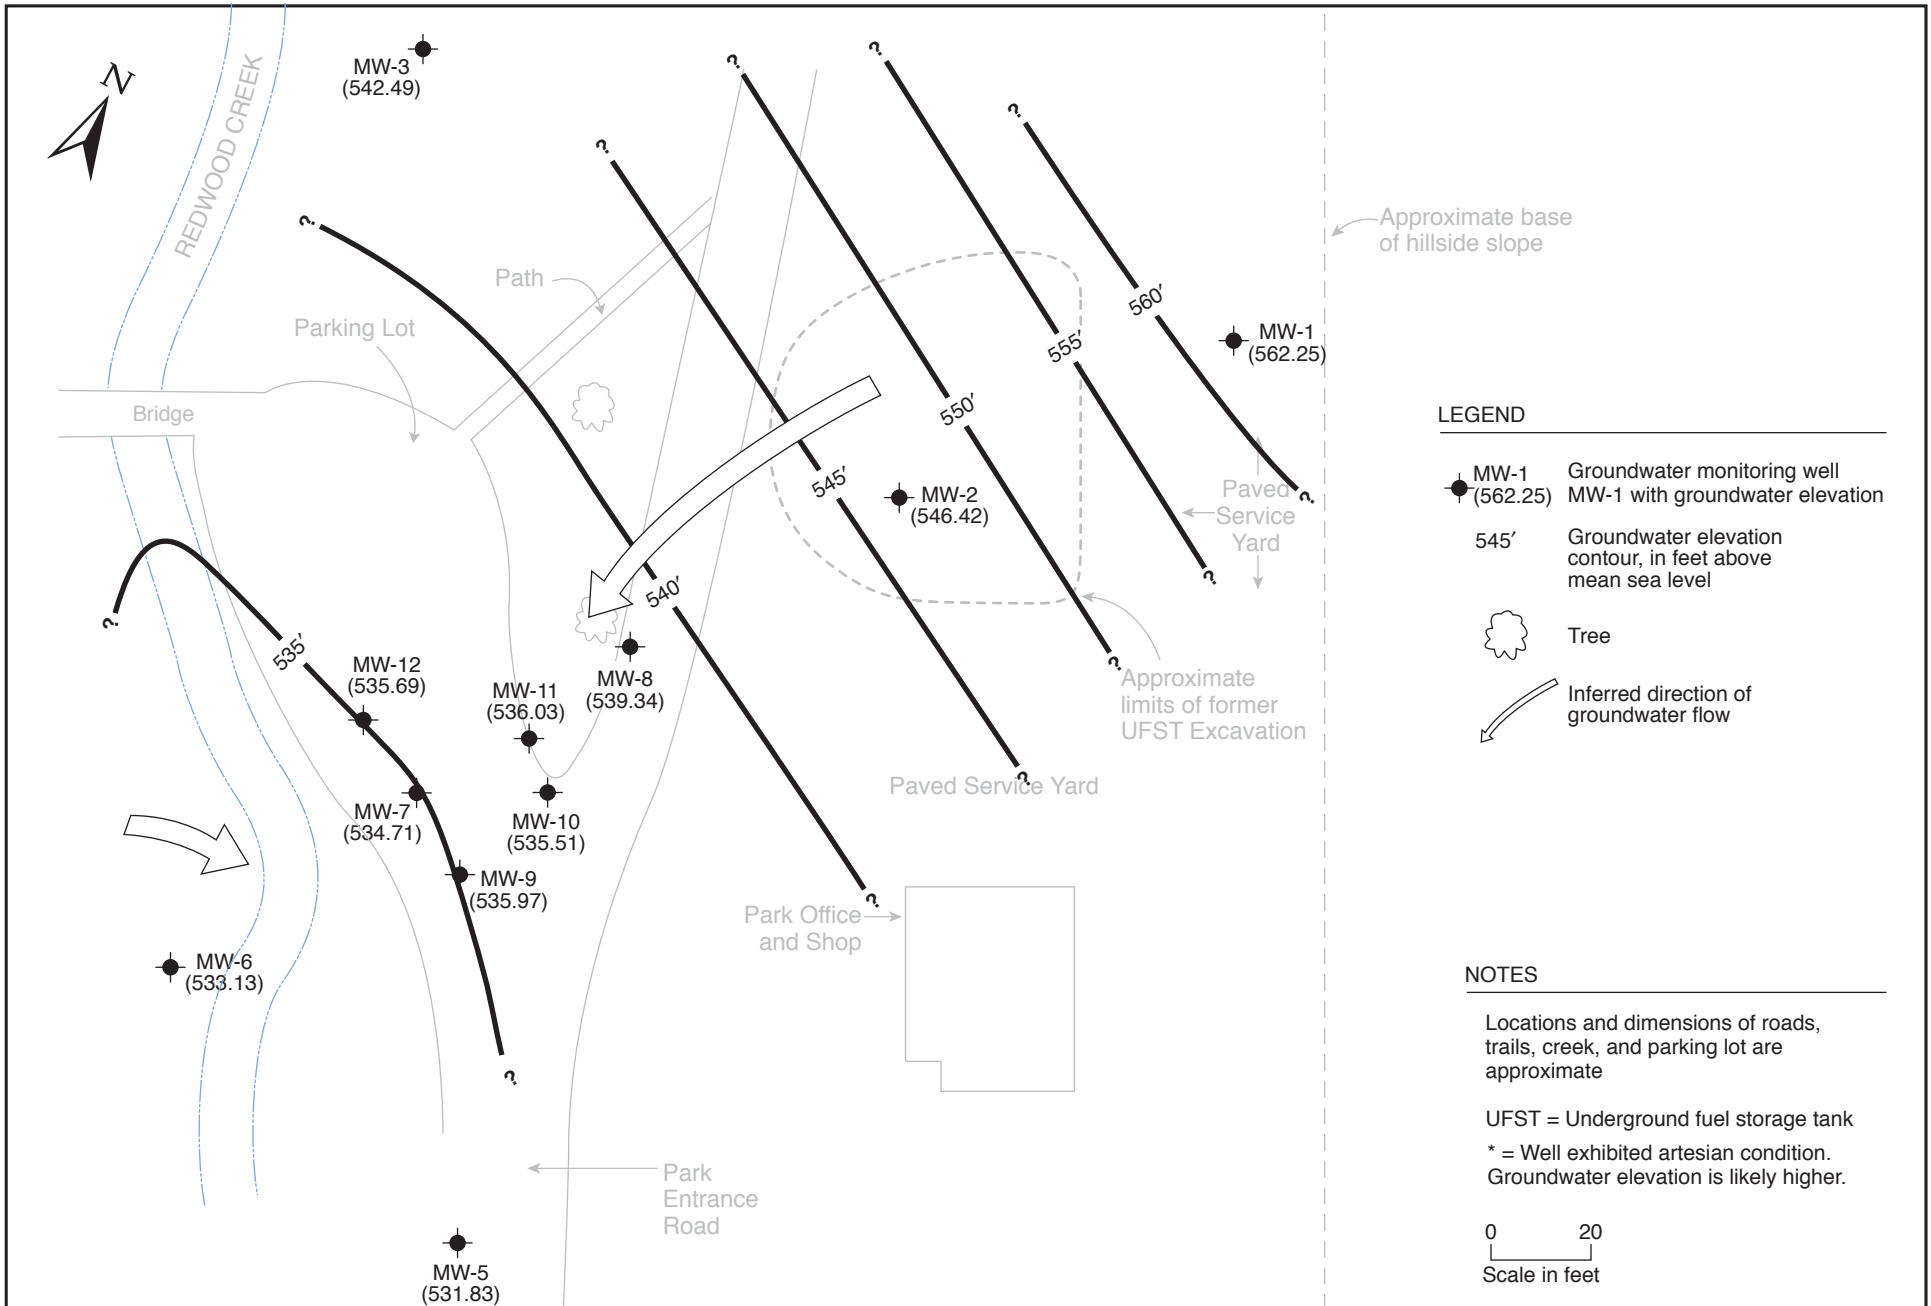 N
REDWOOD CREEK
MW-3
(542.49)
?
?
?
?
?
Path
Parking Lot
Bridge
Approximate base
of hillside slope
560′
555′
550′
545′
540′
535′
MW-1
(562.25)
MW-2
(546.42)
Paved
Service
Yard
?
?
?
?
?
?
?
MW-12
(535.69)
MW-11
(536.03)
MW-8
(539.34)
Approximate
limits of former
UFST Excavation
Paved Service Yard
MW-7
(534.71)
MW-10
(535.51)
MW-9
(535.97)
Park Office
and Shop
MW-6
(533.13)
Park
Entrance
Road
MW-5
(531.83)
LEGEND
MW-1
(562.25)
Groundwater monitoring well
MW-1 with groundwater elevation
545′
Groundwater elevation
contour, in feet above
mean sea level
Tree
Inferred direction of
groundwater flow
NOTES
Locations and dimensions of roads,
trails, creek, and parking lot are
approximate
UFST = Underground fuel storage tank
* = Well exhibited artesian condition.
Groundwater elevation is likely higher.
0 20
Scale in feet